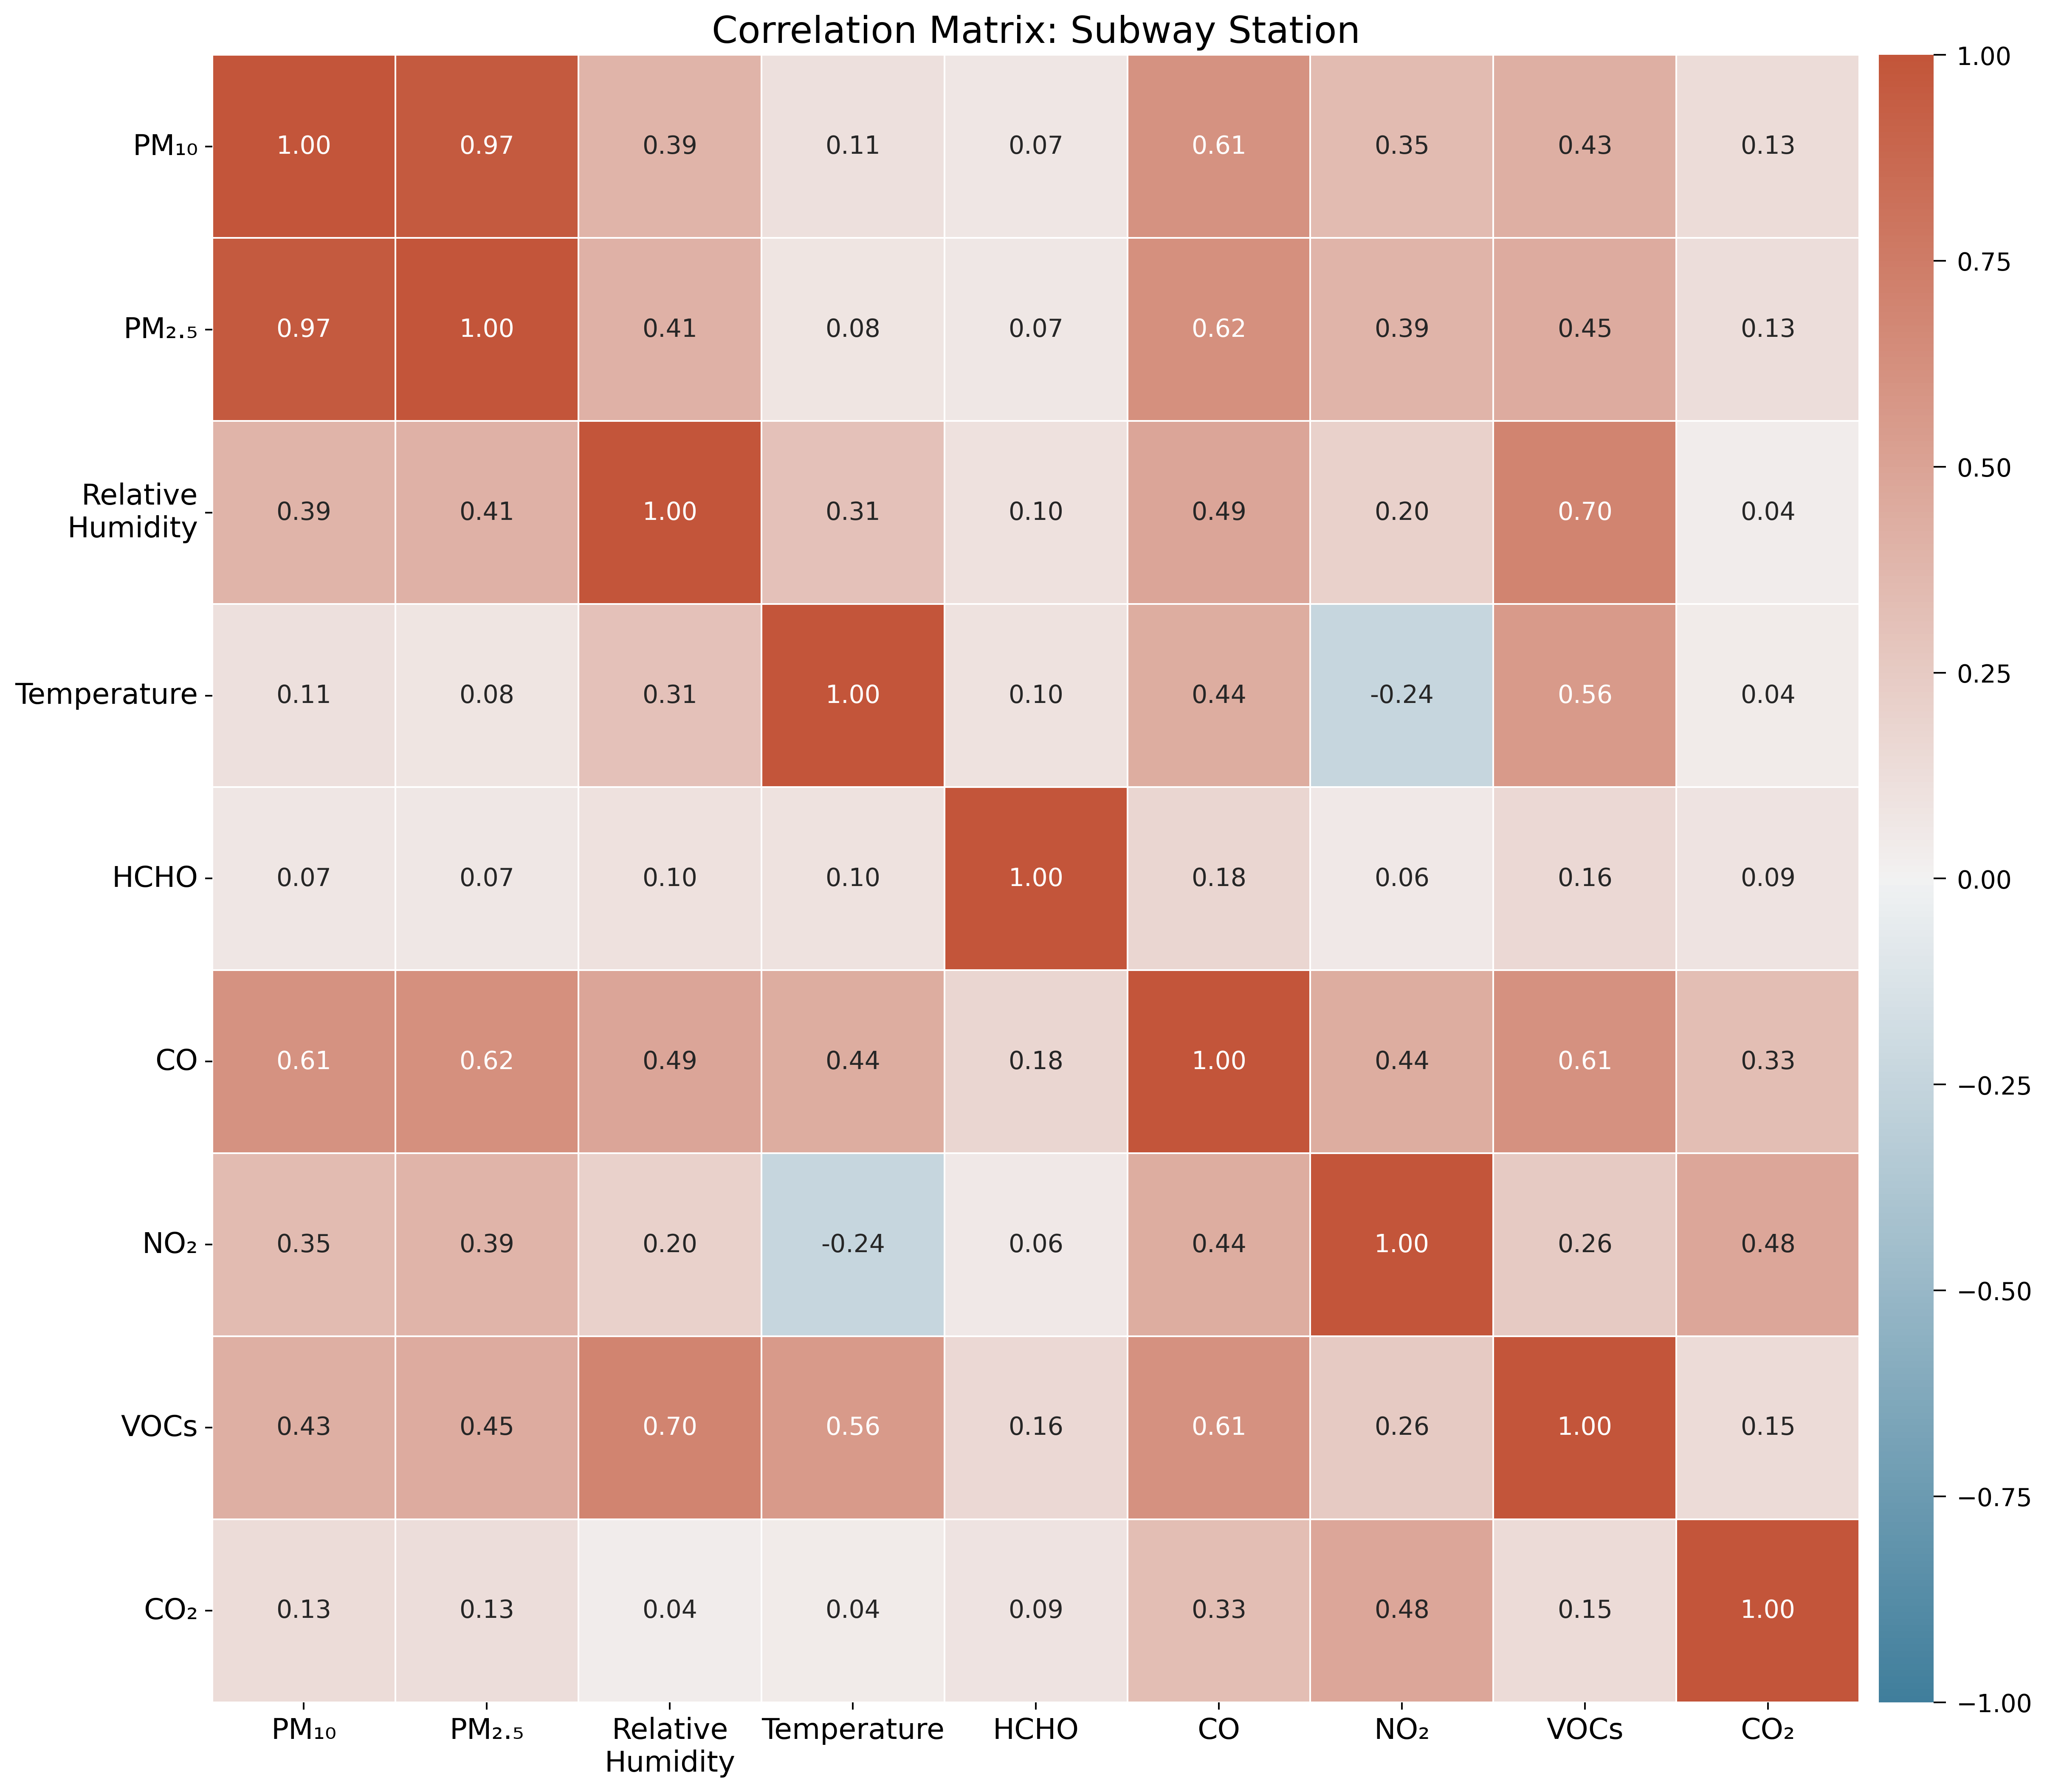 Correlation Matrix: Subway Station
PM₁₀ 1.00 0.97 0.39 0.11 0.07 0.61 0.35 0.43 0.13
PM₂.₅ 0.97 1.00 0.41 0.08 0.07 0.62 0.39 0.45 0.13
Relative
Humidity 0.39 0.41 1.00 0.31 0.10 0.49 0.20 0.70 0.04
Temperature 0.11 0.08 0.31 1.00 0.10 0.44 -0.24 0.56 0.04
HCHO 0.07 0.07 0.10 0.10 1.00 0.18 0.06 0.16 0.09
CO 0.61 0.62 0.49 0.44 0.18 1.00 0.44 0.61 0.33
NO₂ 0.35 0.39 0.20 -0.24 0.06 0.44 1.00 0.26 0.48
VOCs 0.43 0.45 0.70 0.56 0.16 0.61 0.26 1.00 0.15
CO₂ 0.13 0.13 0.04 0.04 0.09 0.33 0.48 0.15 1.00
PM₁₀ PM₂.₅ Relative Temperature HCHO CO NO₂ VOCs CO₂
Humidity
1.00
0.75
0.50
0.25
0.00
−0.25
−0.50
−0.75
−1.00